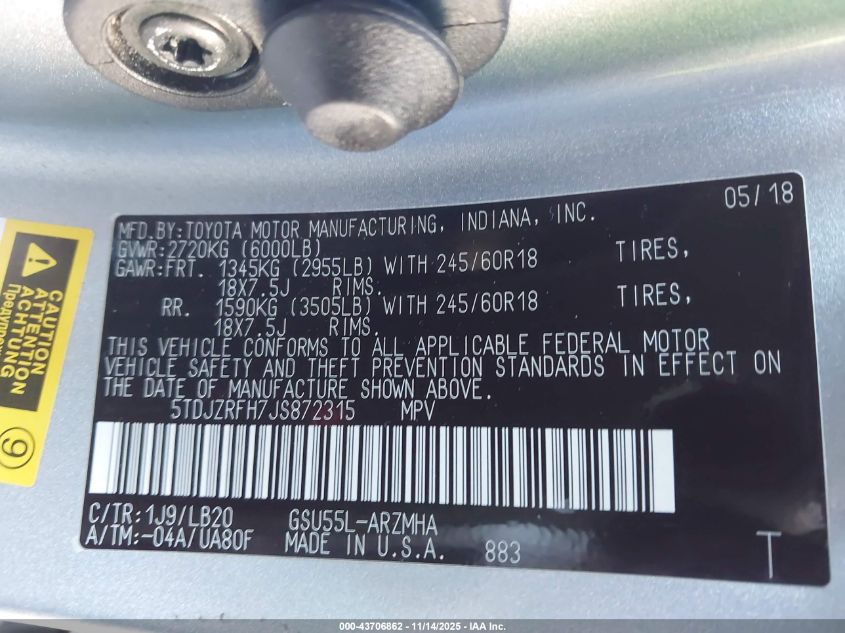 05/18
MFD.BY:TOYOTA MOTOR MANUFACTURING, INDIANA, INC.
GVWR:2720KG (6000LB)
GAWR:FRT. 1345KG (2955LB) WITH 245/60R18 TIRES,
18X7.5J RIMS.
RR. 1590KG (3505LB) WITH 245/60R18 TIRES,
18X7.5J RIMS.
THIS VEHICLE CONFORMS TO ALL APPLICABLE FEDERAL MOTOR
VEHICLE SAFETY AND THEFT PREVENTION STANDARDS IN EFFECT ON
THE DATE OF MANUFACTURE SHOWN ABOVE.
5TDJZRFH7JS872315 MPV
C/TR:1J9/LB20 GSU55L-ARZMHA
A/TM:-04A/UA80F MADE IN U.S.A. 883 T
CAUTION
ATTENTION
ACHTUNG
9
000-43706862 - 11/14/2025 - IAA Inc.